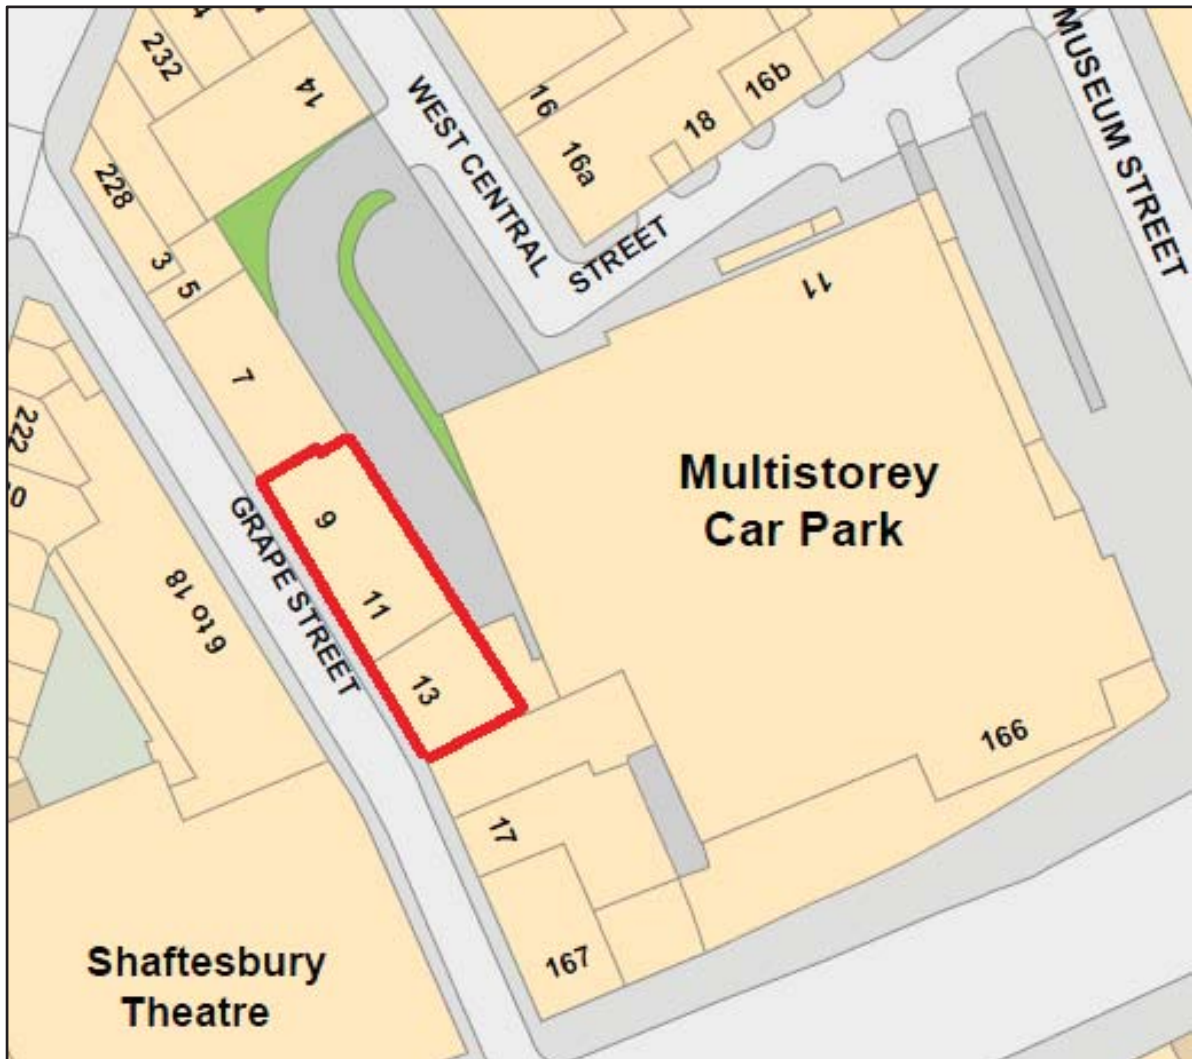 232
14
228
3
5
7
WEST CENTRAL
STREET
16
16a
18
16b
MUSEUM STREET
11
222
Multistorey
Car Park
9
11
13
GRAPE STREET
6 to 18
17
166
167
Shaftesbury
Theatre